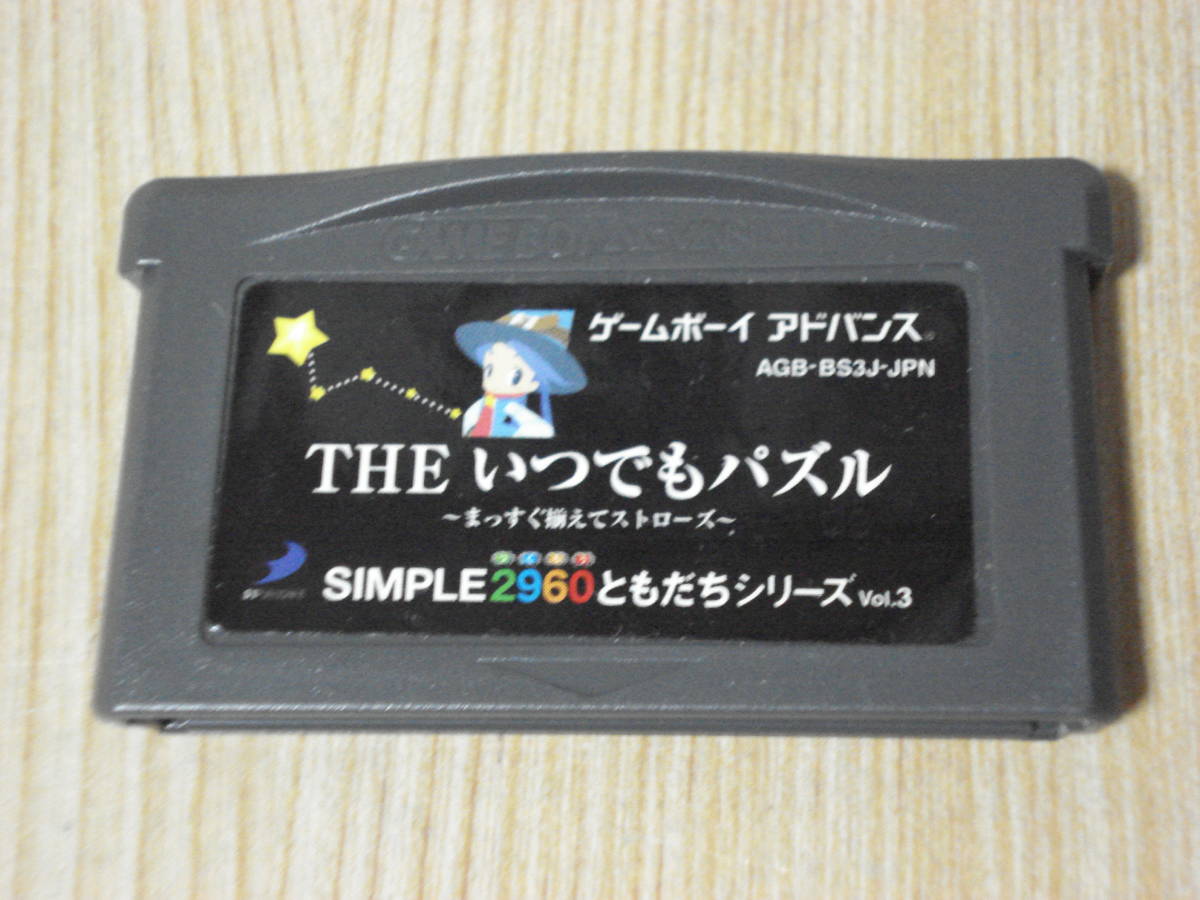 GAME BOY ADVANCE
ゲームボーイ アドバンス
AGB-BS3J-JPN
THE いつでもパズル
～まっすぐ揃えてストローズ～
SIMPLE2960ともだちシリーズ Vol.3